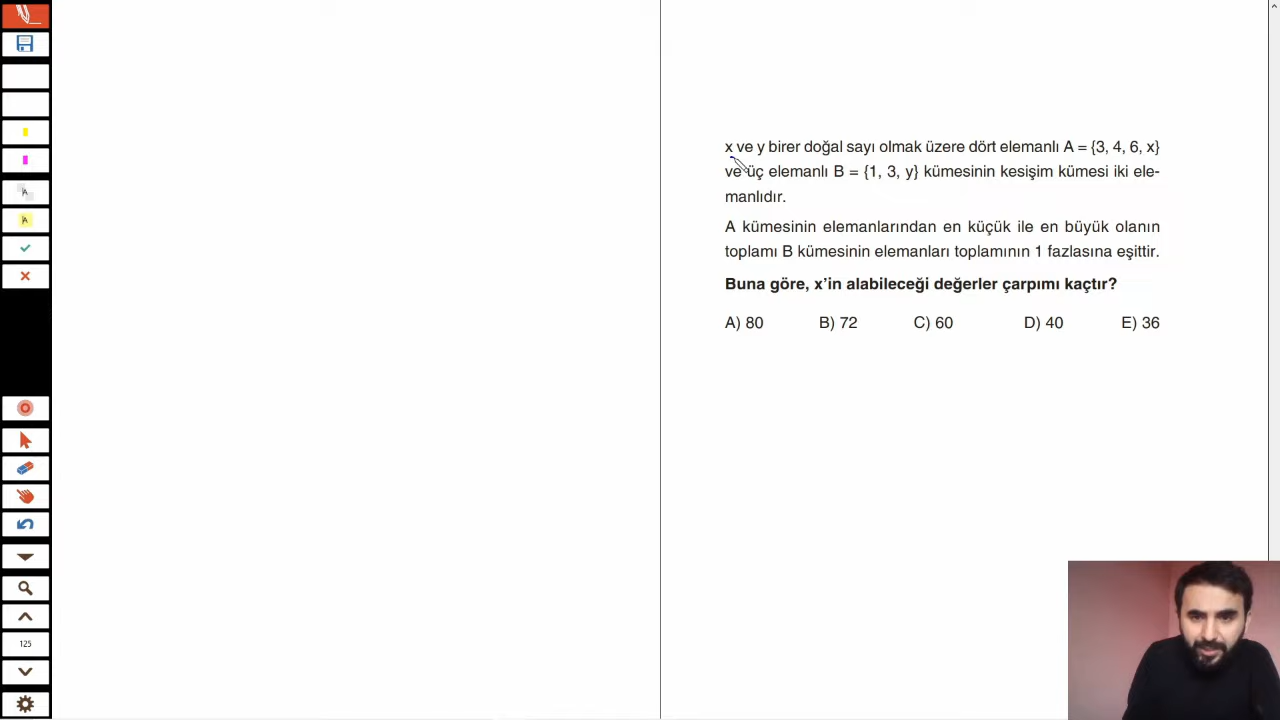 x ve y birer doğal sayı olmak üzere dört elemanlı A = {3, 4, 6, x}
ve üç elemanlı B = {1, 3, y} kümesinin kesişim kümesi iki ele-
manlıdır.
A kümesinin elemanlarından en küçük ile en büyük olanın
toplamı B kümesinin elemanları toplamının 1 fazlasına eşittir.
Buna göre, x'in alabileceği değerler çarpımı kaçtır?
A) 80 B) 72 C) 60 D) 40 E) 36
A
A
125